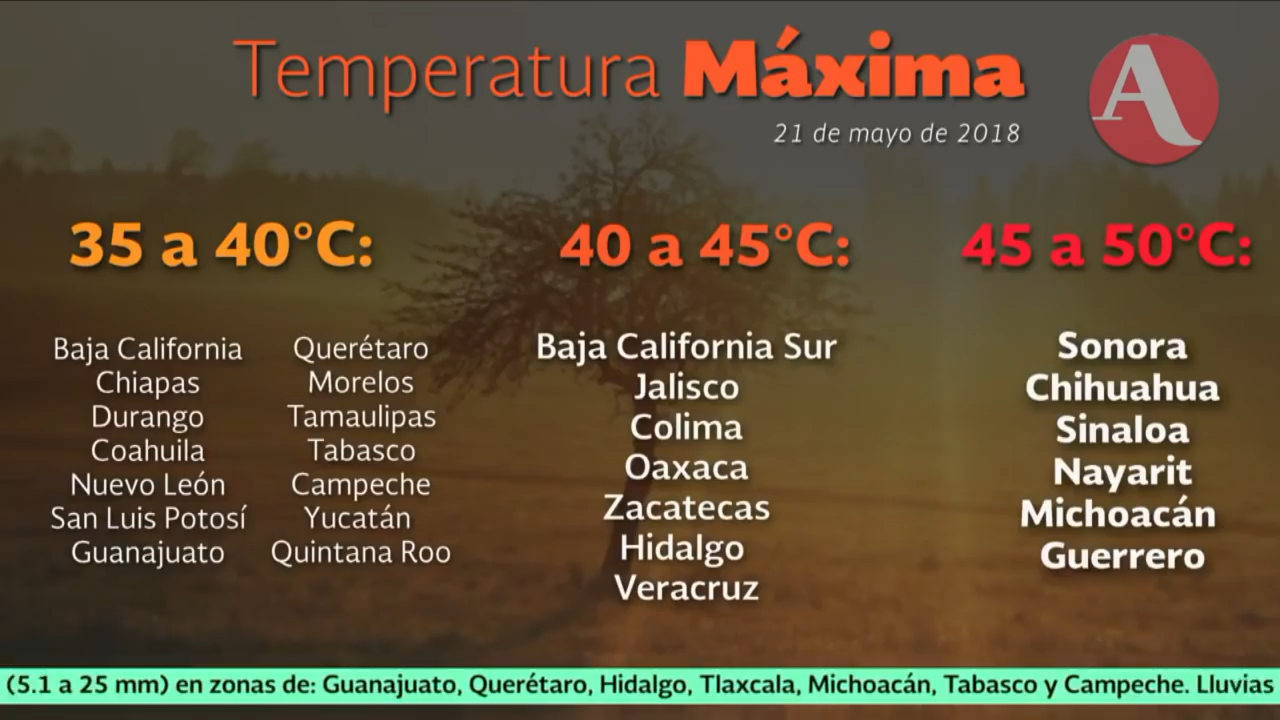 Temperatura Máxima
A
21 de mayo de 2018
35 a 40°C:
Baja California
Chiapas
Durango
Coahuila
Nuevo León
San Luis Potosí
Guanajuato
Querétaro
Morelos
Tamaulipas
Tabasco
Campeche
Yucatán
Quintana Roo
40 a 45°C:
Baja California Sur
Jalisco
Colima
Oaxaca
Zacatecas
Hidalgo
Veracruz
45 a 50°C:
Sonora
Chihuahua
Sinaloa
Nayarit
Michoacán
Guerrero
(5.1 a 25 mm) en zonas de: Guanajuato, Querétaro, Hidalgo, Tlaxcala, Michoacán, Tabasco y Campeche. Lluvias